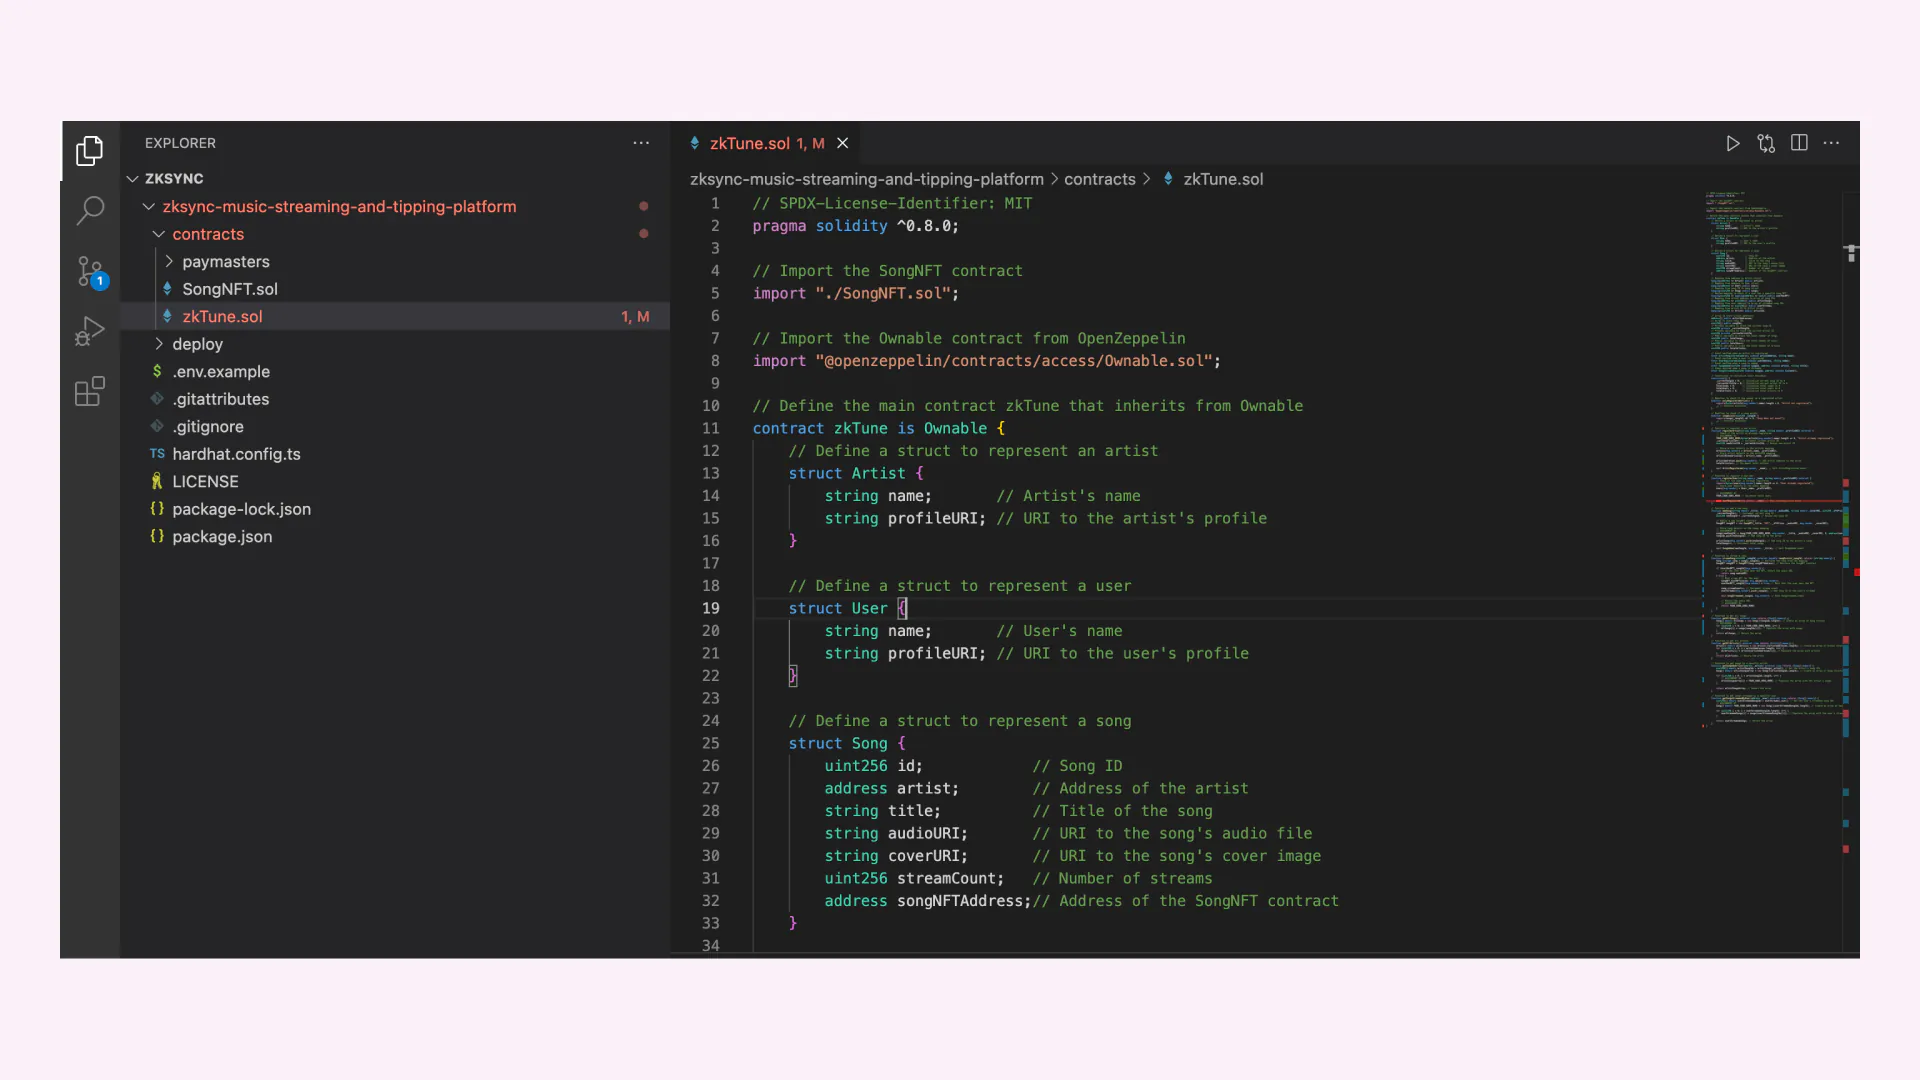 EXPLORER
ZKSYNC
zksync-music-streaming-and-tipping-platform
contracts
paymasters
SongNFT.sol
zkTune.sol 1, M
deploy
$ .env.example
.gitattributes
.gitignore
TS hardhat.config.ts
LICENSE
{} package-lock.json
{} package.json
1
zkTune.sol 1, M
zksync-music-streaming-and-tipping-platform > contracts > zkTune.sol
1 // SPDX-License-Identifier: MIT
2 pragma solidity ^0.8.0;
3
4 // Import the SongNFT contract
5 import "./SongNFT.sol";
6
7 // Import the Ownable contract from OpenZeppelin
8 import "@openzeppelin/contracts/access/Ownable.sol";
9
10 // Define the main contract zkTune that inherits from Ownable
11 contract zkTune is Ownable {
12 // Define a struct to represent an artist
13 struct Artist {
14 string name; // Artist's name
15 string profileURI; // URI to the artist's profile
16 }
17
18 // Define a struct to represent a user
19 struct User {
20 string name; // User's name
21 string profileURI; // URI to the user's profile
22 }
23
24 // Define a struct to represent a song
25 struct Song {
26 uint256 id; // Song ID
27 address artist; // Address of the artist
28 string title; // Title of the song
29 string audioURI; // URI to the song's audio file
30 string coverURI; // URI to the song's cover image
31 uint256 streamCount; // Number of streams
32 address songNFTAddress;// Address of the SongNFT contract
33 }
34